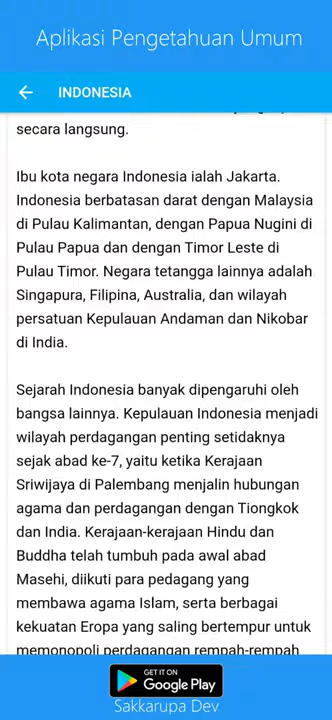 Aplikasi Pengetahuan Umum
INDONESIA
secara langsung.
Ibu kota negara Indonesia ialah Jakarta.
Indonesia berbatasan darat dengan Malaysia
di Pulau Kalimantan, dengan Papua Nugini di
Pulau Papua dan dengan Timor Leste di
Pulau Timor. Negara tetangga lainnya adalah
Singapura, Filipina, Australia, dan wilayah
persatuan Kepulauan Andaman dan Nikobar
di India.
Sejarah Indonesia banyak dipengaruhi oleh
bangsa lainnya. Kepulauan Indonesia menjadi
wilayah perdagangan penting setidaknya
sejak abad ke-7, yaitu ketika Kerajaan
Sriwijaya di Palembang menjalin hubungan
agama dan perdagangan dengan Tiongkok
dan India. Kerajaan-kerajaan Hindu dan
Buddha telah tumbuh pada awal abad
Masehi, diikuti para pedagang yang
membawa agama Islam, serta berbagai
kekuatan Eropa yang saling bertempur untuk
memonopoli perdagangan rempah-rempah
GET IT ON
Google Play
Sakkarupa Dev